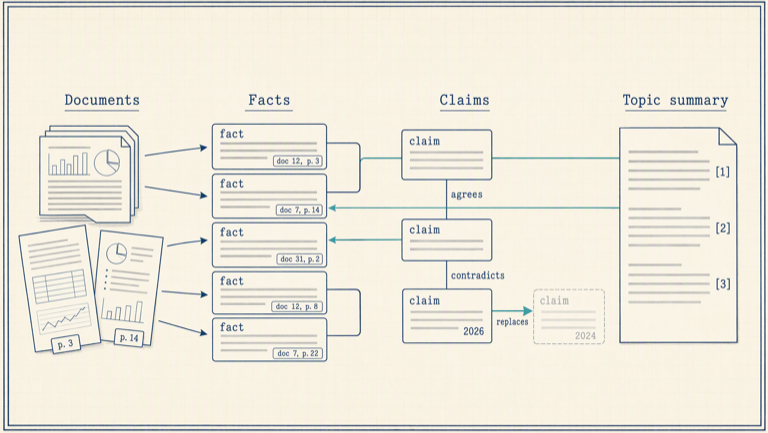 Documents
Facts
Claims
Topic summary
p. 3
p. 14
fact
doc 12, p. 3
fact
doc 7, p. 14
fact
doc 31, p. 2
fact
doc 12, p. 8
fact
doc 7, p. 22
claim
agrees
claim
contradicts
claim
2026
replaces
claim
2024
[1]
[2]
[3]